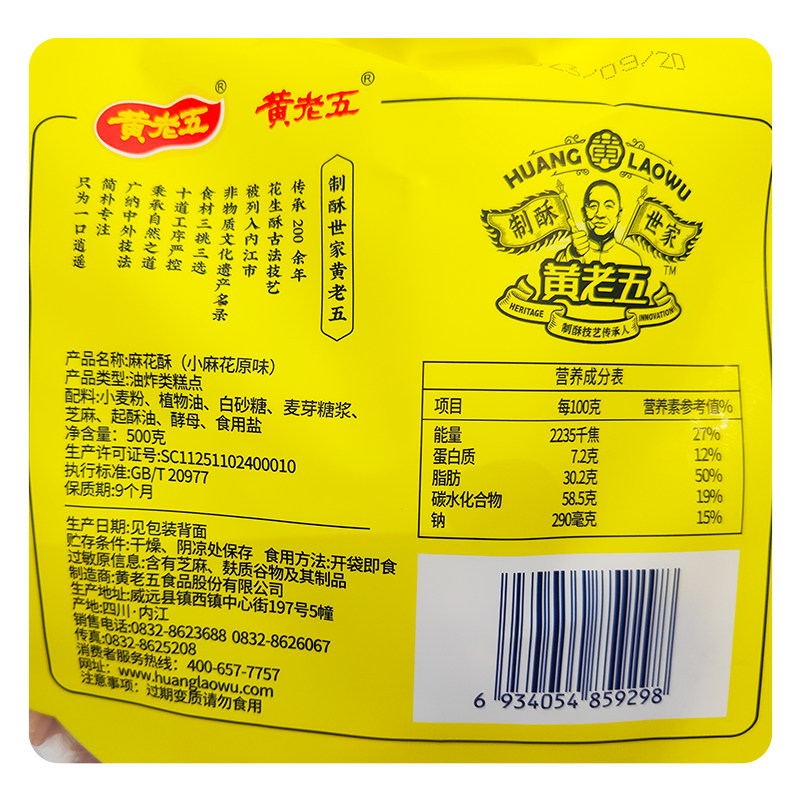 黄老五®
黄老五®
制酥世家黄老五
传承200余年
花生酥古法技艺
被列入内江市
非物质文化遗产名录
食材三挑三选
十道工序严控
秉承自然之道
广纳中外技法
简朴专注
只为一口逍遥
/09/20
HUANG 黄 LAOWU
制酥
世家
黄老五
TM
HERITAGE
INNOVATION
制酥技艺传承人
产品名称:麻花酥（小麻花原味）
产品类型:油炸类糕点
配料:小麦粉、植物油、白砂糖、麦芽糖浆、
芝麻、起酥油、酵母、食用盐
净含量：500克
生产许可证号:SC11251102400010
执行标准:GB/T 20977
保质期:9个月
生产日期:见包装背面
贮存条件:干燥、阴凉处保存 食用方法:开袋即食
过敏原信息:含有芝麻、麸质谷物及其制品
制造商:黄老五食品股份有限公司
生产地址:威远县镇西镇中心街197号5幢
产地:四川·内江
销售电话:0832-8623688 0832-8626067
传真:0832-8625208
消费者服务热线：400-657-7757
网址：www.huanglaowu.com
注意事项：过期变质请勿食用
营养成分表
项目 每100克 营养素参考值%
能量 2235千焦 27%
蛋白质 7.2克 12%
脂肪 30.2克 50%
碳水化合物 58.5克 19%
钠 290毫克 15%
6 934054 859298